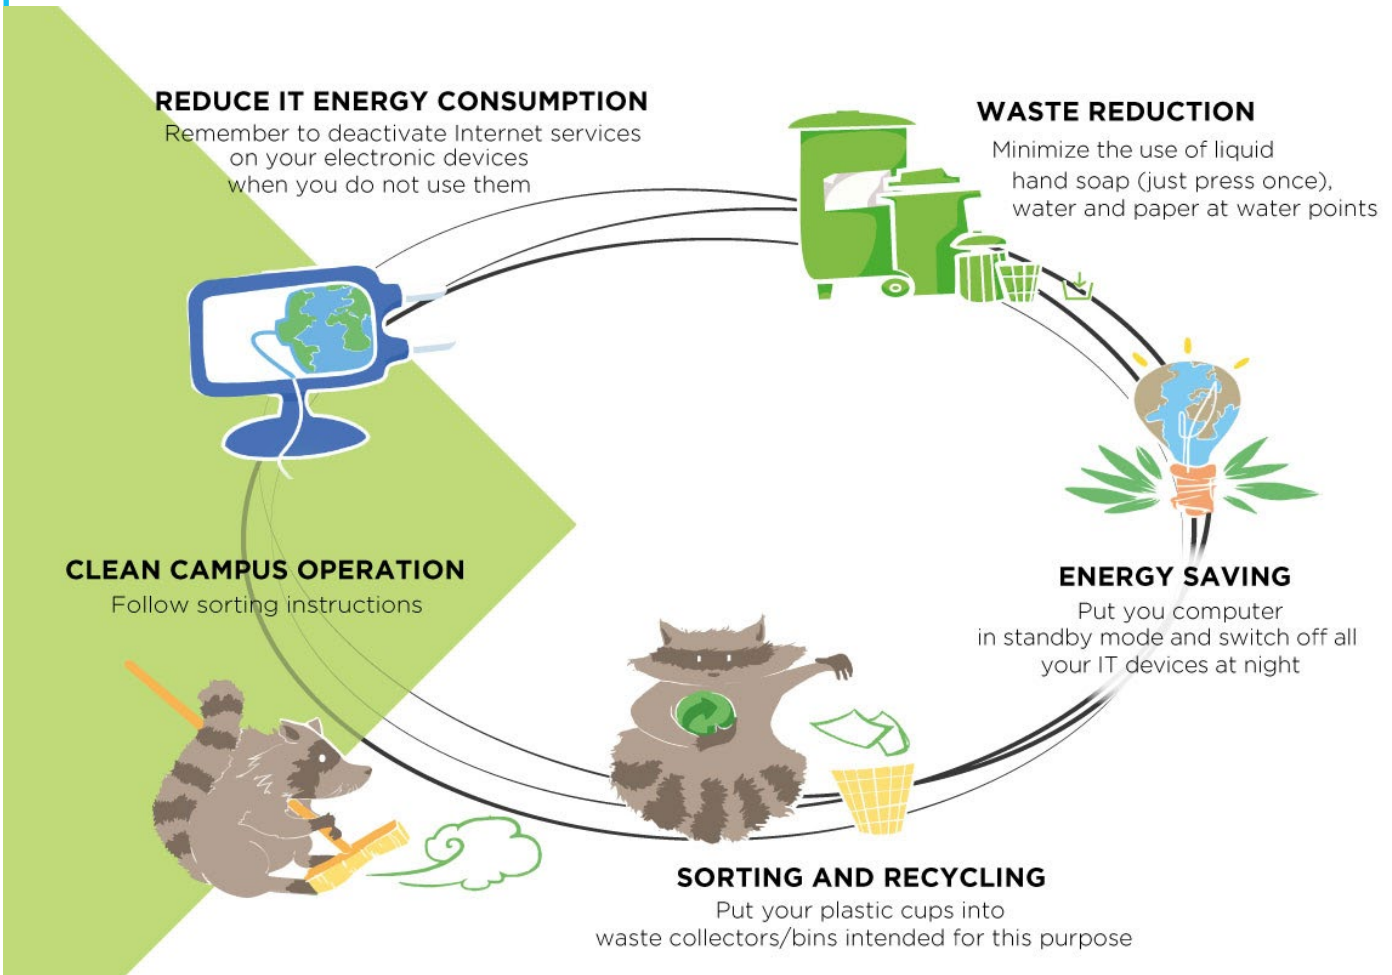 REDUCE IT ENERGY CONSUMPTION
Remember to deactivate Internet services
on your electronic devices
when you do not use them
WASTE REDUCTION
Minimize the use of liquid
hand soap (just press once),
water and paper at water points
CLEAN CAMPUS OPERATION
Follow sorting instructions
ENERGY SAVING
Put you computer
in standby mode and switch off all
your IT devices at night
SORTING AND RECYCLING
Put your plastic cups into
waste collectors/bins intended for this purpose